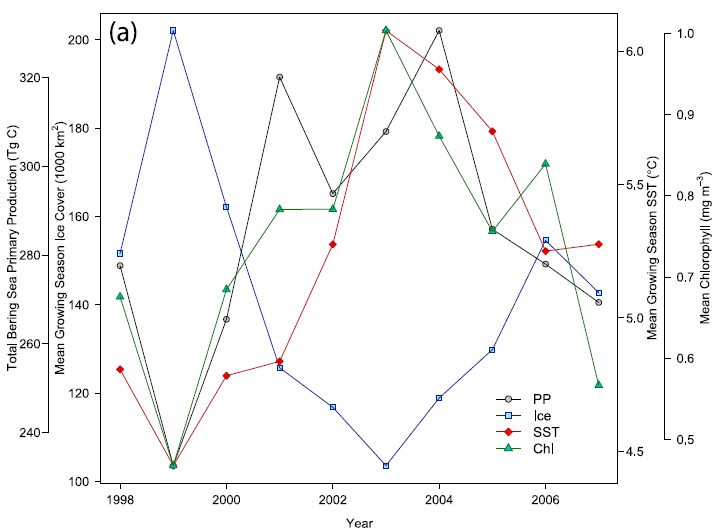 (a)
Total Bering Sea Primary Production (Tg C)
320
300
280
260
240
Mean Growing Season Ice Cover (1000 km²)
200
180
160
140
120
100
6.0
5.5
5.0
4.5
Mean Growing Season SST (°C)
1.0
0.9
0.8
0.7
0.6
0.5
Mean Chlorophyll (mg m⁻³)
PP
Ice
SST
Chl
1998 2000 2002 2004 2006
Year